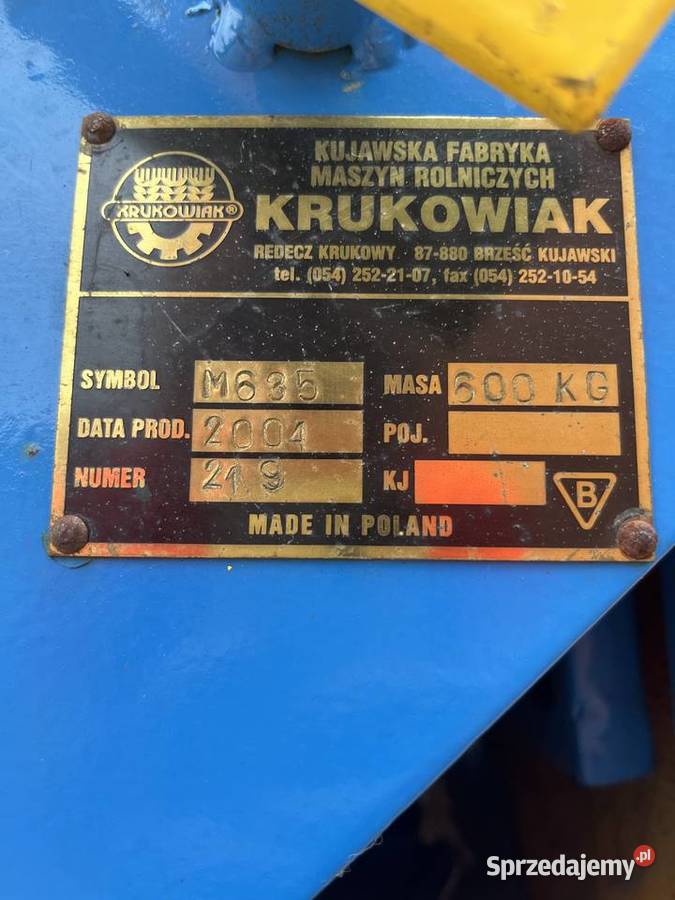 KUJAWSKA FABRYKA
MASZYN ROLNICZYCH
KRUKOWIAK
KRUKOWIAK®
REDECZ KRUKOWY 87-880 BRZEŚĆ KUJAWSKI
tel. (054) 252-21-07, fax (054) 252-10-54
SYMBOL M635 MASA 600 KG
DATA PROD. 2004 POJ.
NUMER 219 KJ B
MADE IN POLAND
Sprzedajemy.pl